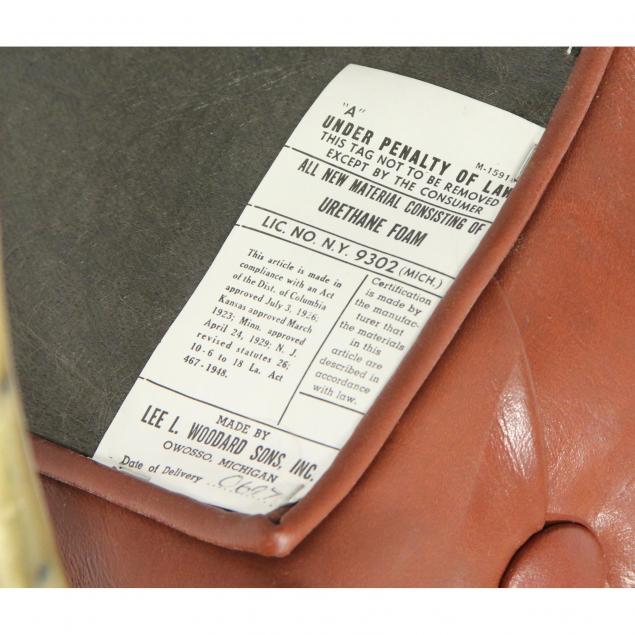 "A"
UNDER PENALTY OF LAW
THIS TAG NOT TO BE REMOVED
EXCEPT BY THE CONSUMER
M-1591
ALL NEW MATERIAL CONSISTING OF
URETHANE FOAM
LIC. NO. N.Y. 9302 (MICH.)
This article is made in
compliance with an Act
of the Dist. of Columbia
approved July 3, 1926;
Kansas approved March
1923; Minn. approved
April 24, 1929; N. J.
revised statutes 26;
10-6 to 18 La. Act
467-1948.
Certification
is made by
the manufac-
turer that
the materials
in this
article are
described in
accordance
with law.
MADE BY
LEE L. WOODARD SONS, INC.
OWOSSO, MICHIGAN
Date of Delivery